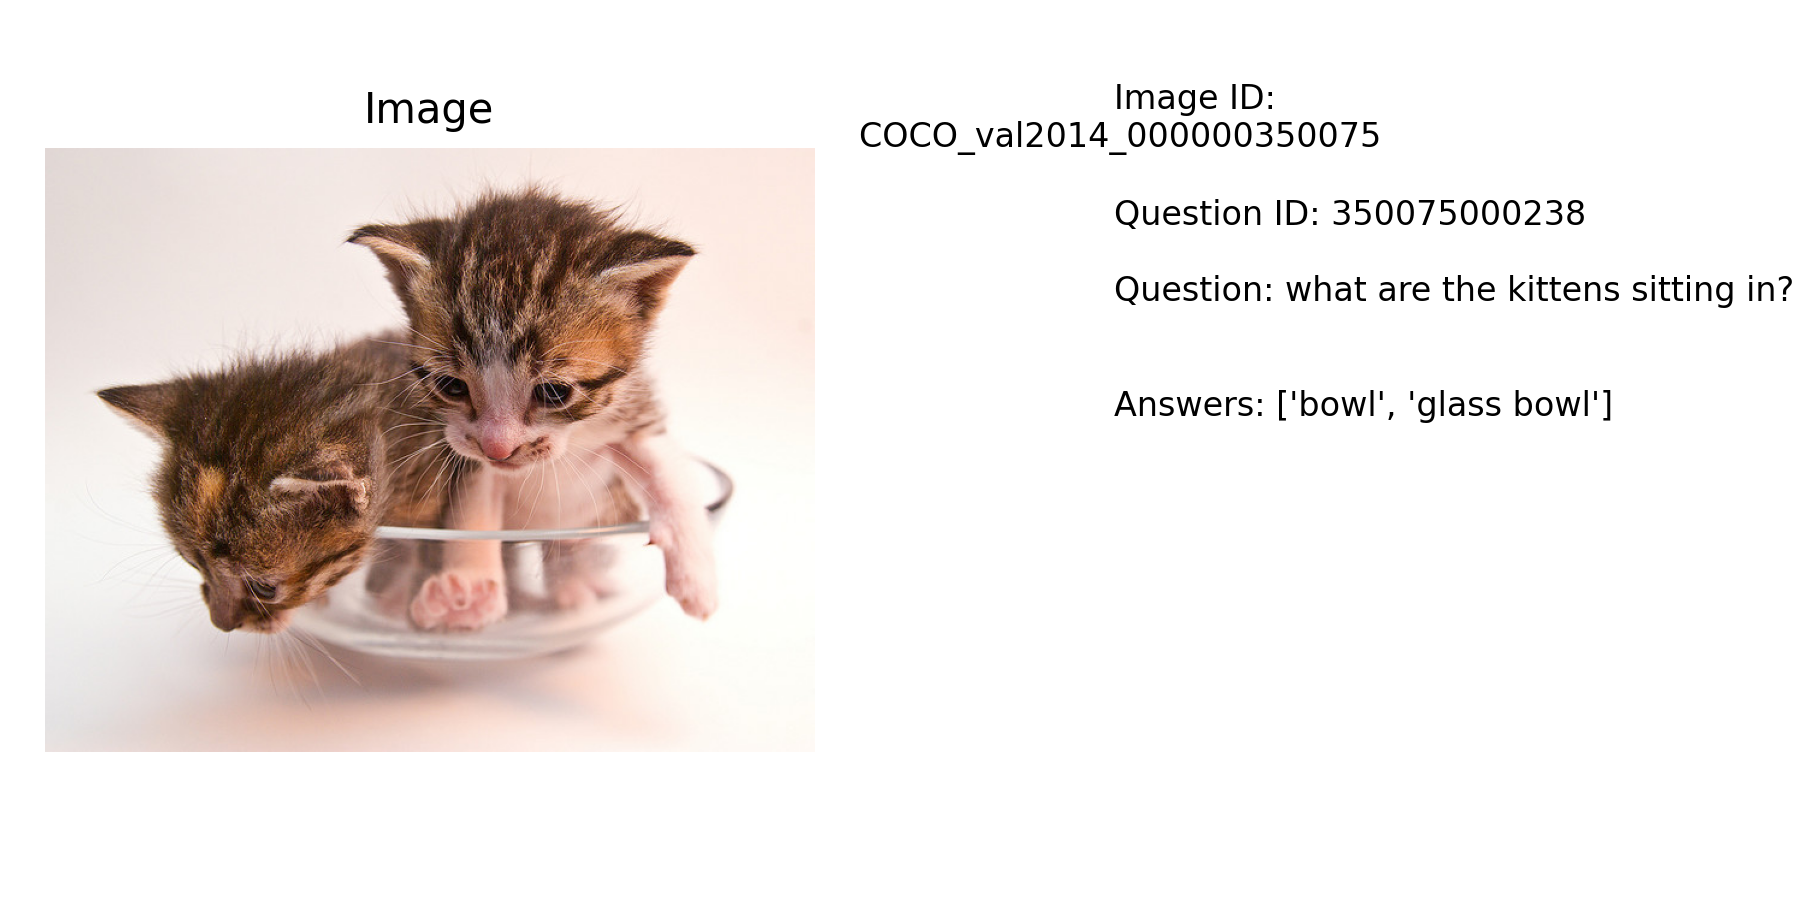 Image
Image ID:
COCO_val2014_000000350075
Question ID: 350075000238
Question: what are the kittens sitting in?
Answers: ['bowl', 'glass bowl']